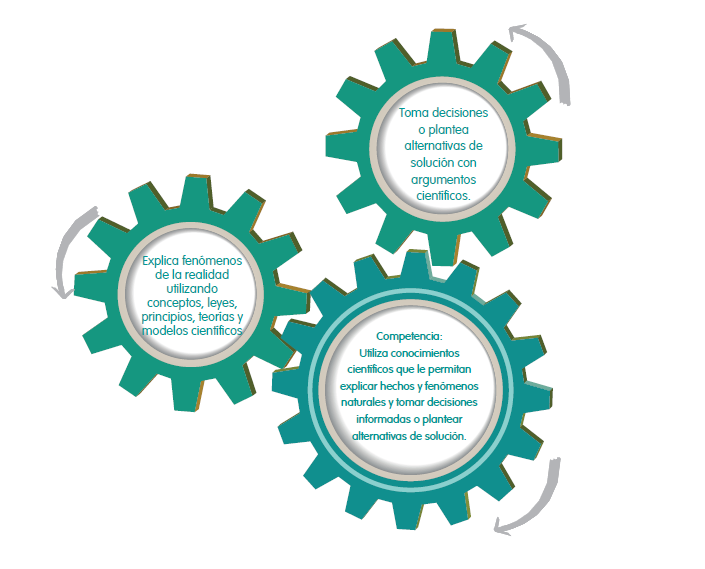 Toma decisiones
o plantea
alternativas de
solución con
argumentos
científicos.
Explica fenómenos
de la realidad
utilizando
conceptos, leyes,
principios, teorías y
modelos científicos
Competencia:
Utiliza conocimientos
científicos que le permitan
explicar hechos y fenómenos
naturales y tomar decisiones
informadas o plantear
alternativas de solución.